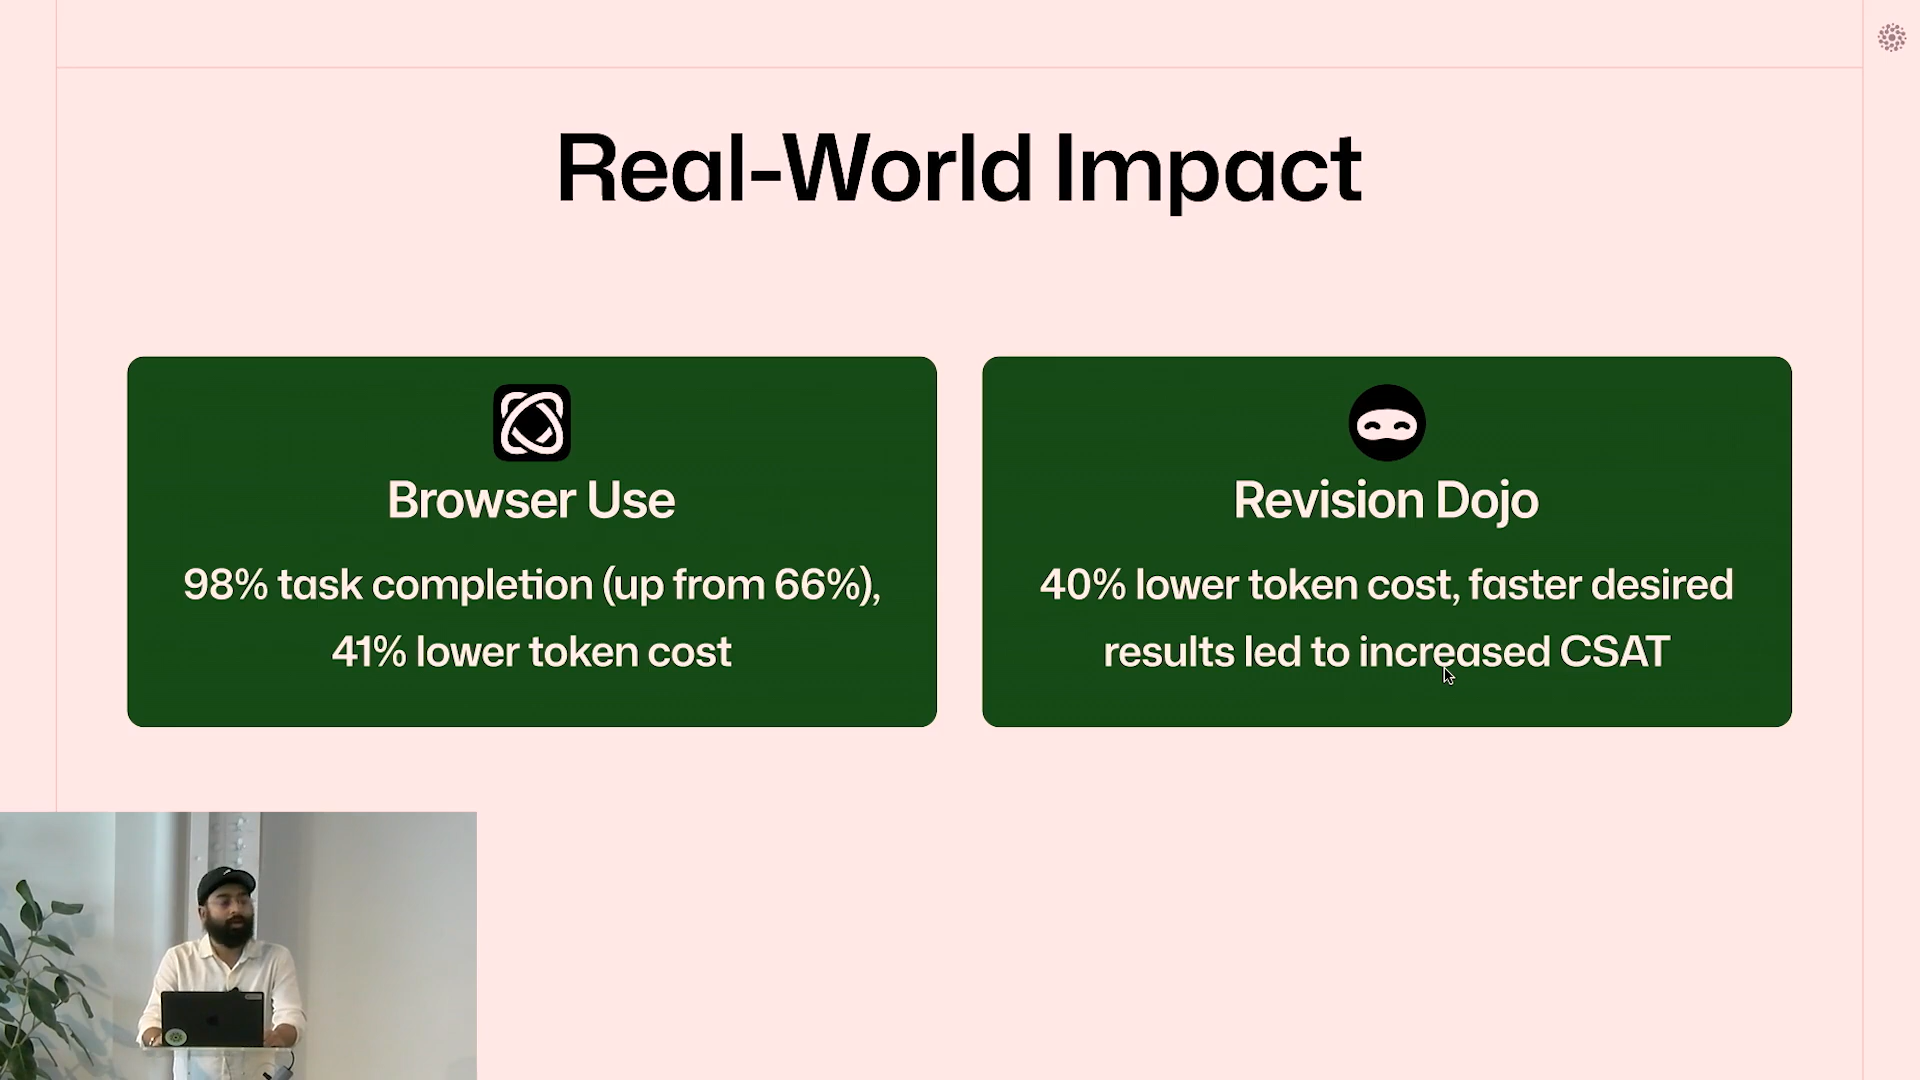 Real-World Impact
Browser Use
98% task completion (up from 66%),
41% lower token cost
Revision Dojo
40% lower token cost, faster desired
results led to increased CSAT